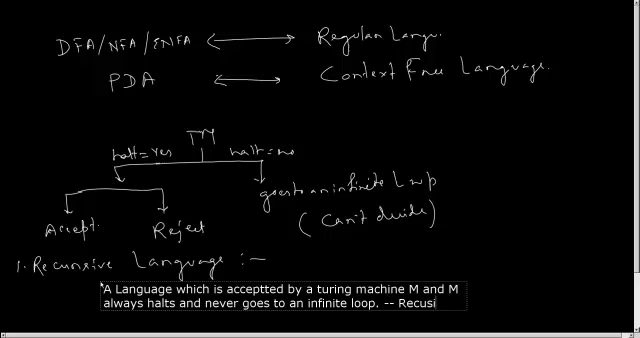 DFA/NFA/ENFA ⟷ Regular Langu.
PDA ⟷ Context Free Language.
TM
halt=Yes halt=no
goes to an infinite Loop
(Can't divide)
Accept. Reject
1. Recursive Language :-
A Language which is acceptted by a turing machine M and M
always halts and never goes to an infinite loop. -- Recusi